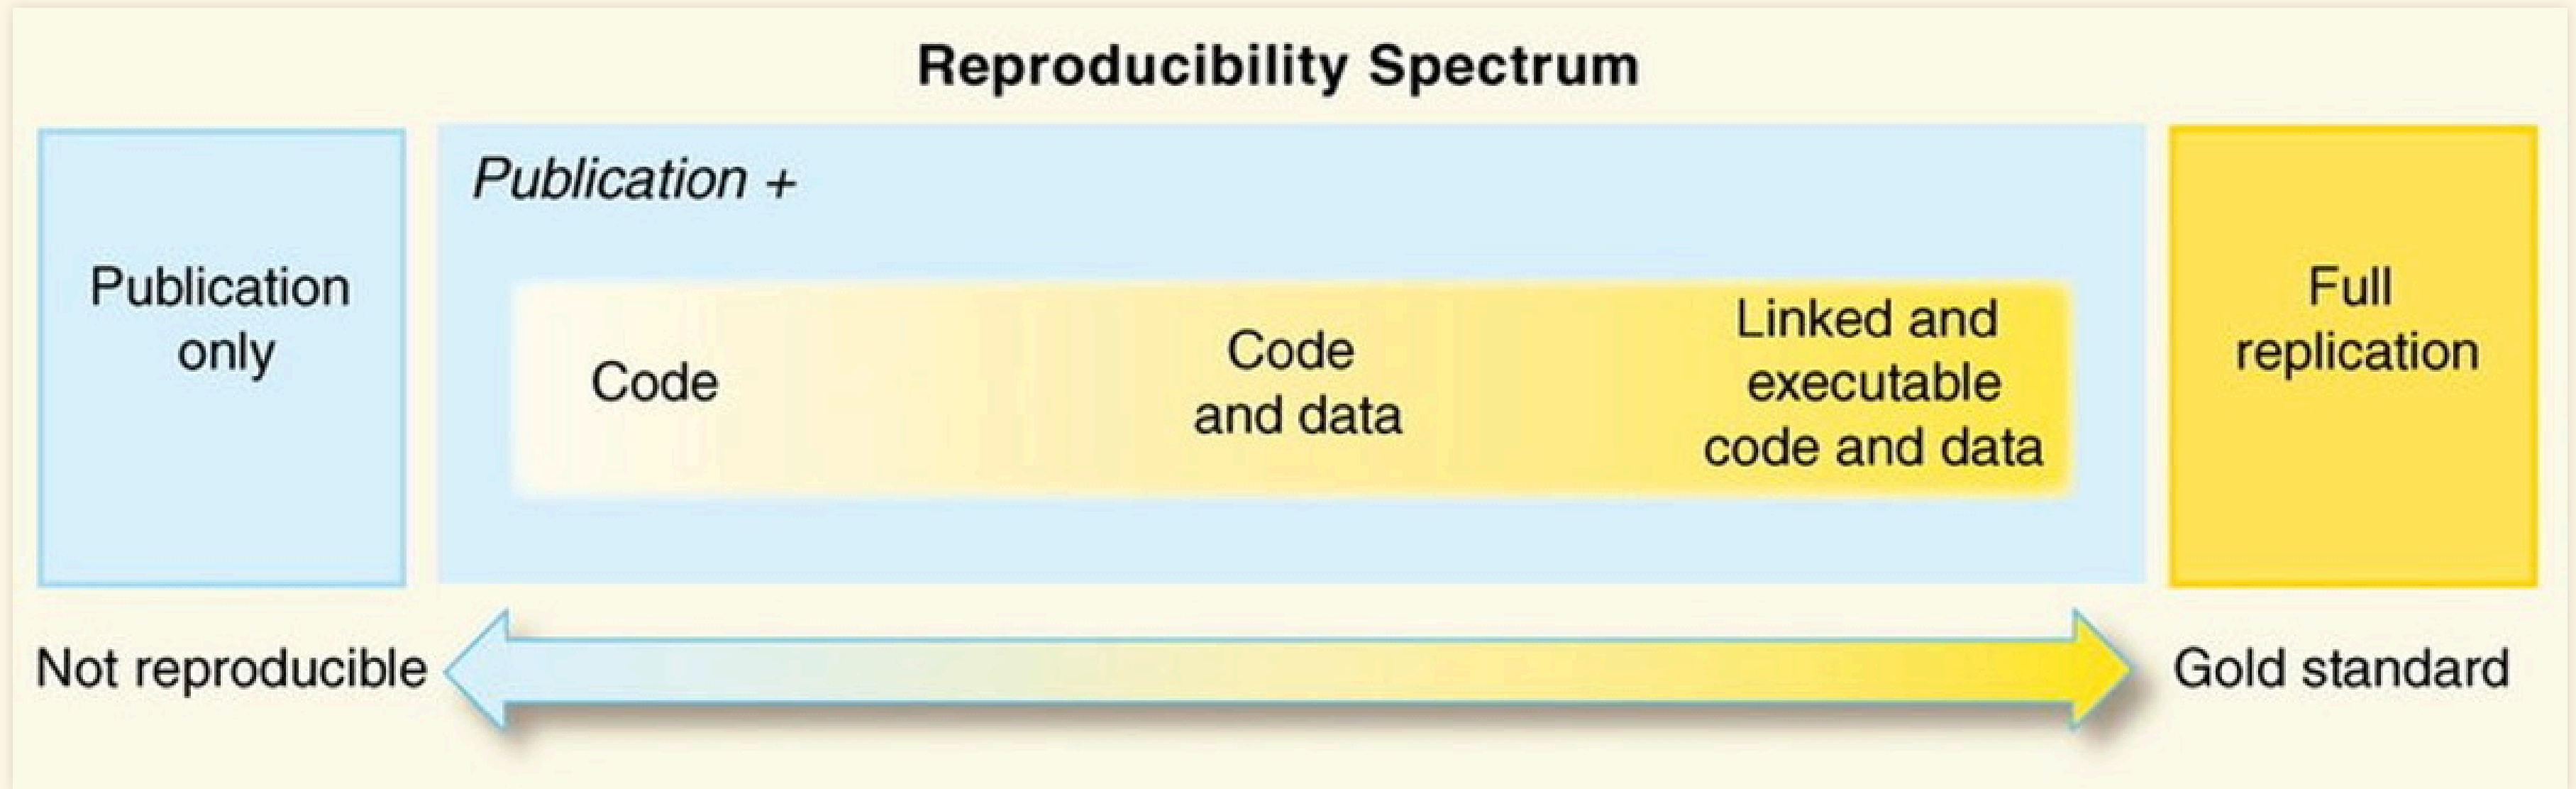 Reproducibility Spectrum
Publication
only
Publication +
Code
Code
and data
Linked and
executable
code and data
Full
replication
Not reproducible
Gold standard